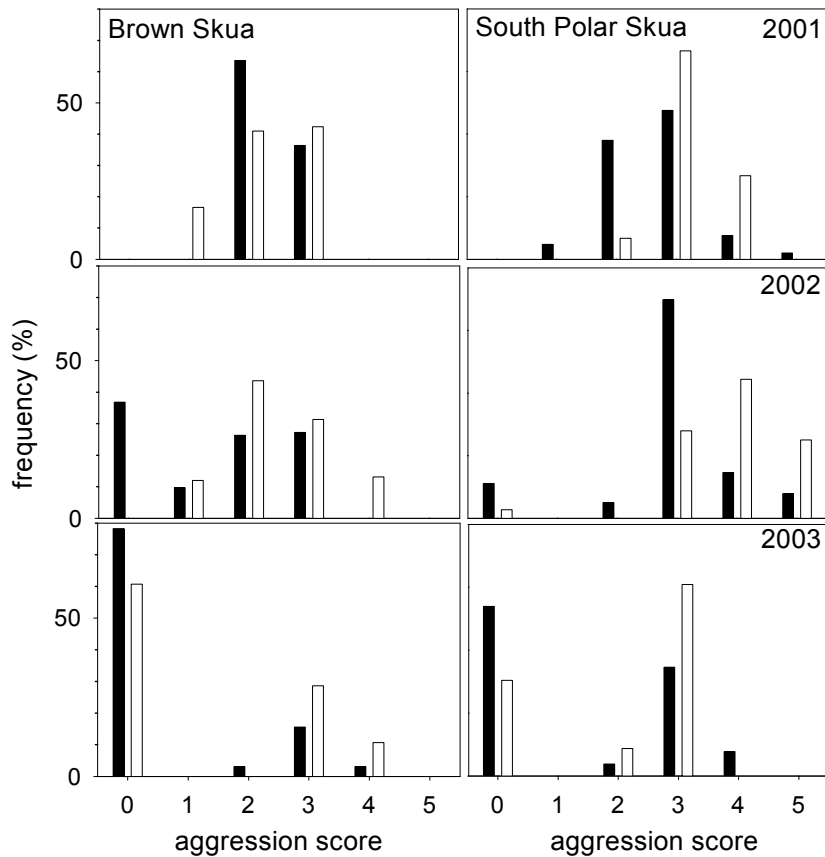 Brown Skua South Polar Skua 2001
50
0
2002
50
0
frequency (%)
2003
50
0
0 1 2 3 4 5 0 1 2 3 4 5
aggression score aggression score